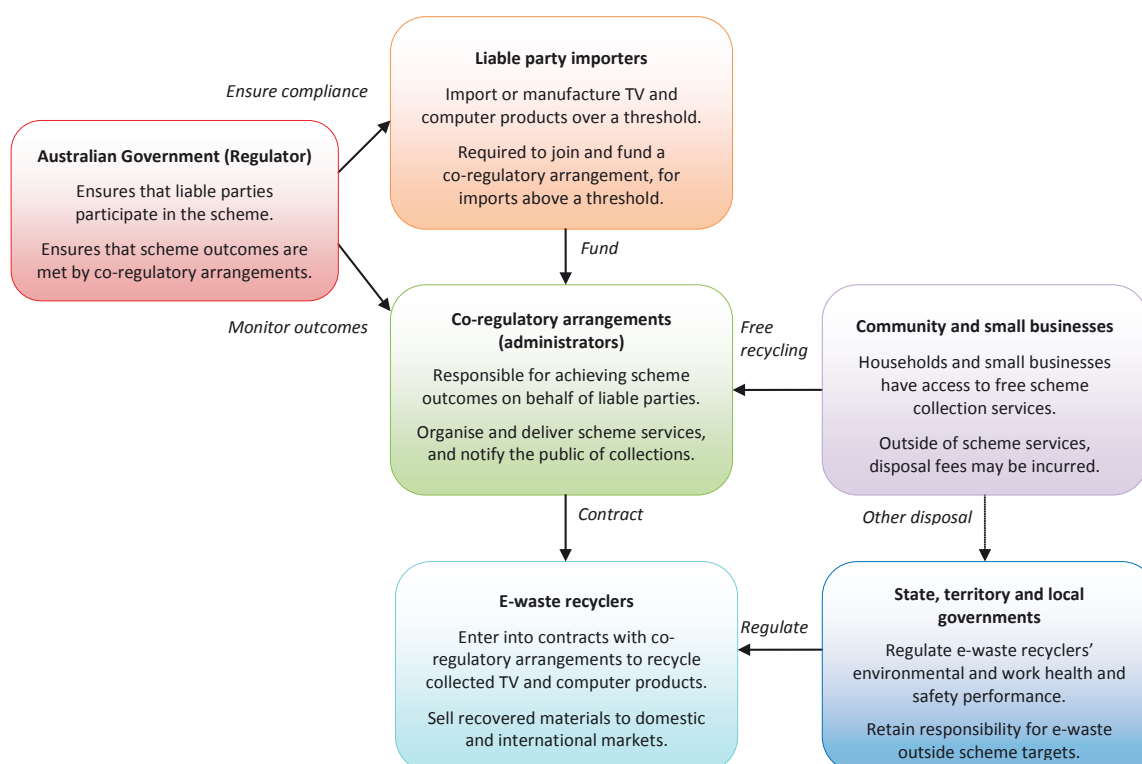 Liable party importers
Import or manufacture TV and
computer products over a threshold.
Required to join and fund a
co-regulatory arrangement, for
imports above a threshold.
Ensure compliance
Australian Government (Regulator)
Ensures that liable parties
participate in the scheme.
Ensures that scheme outcomes are
met by co-regulatory arrangements.
Fund
Monitor outcomes
Co-regulatory arrangements
(administrators)
Responsible for achieving scheme
outcomes on behalf of liable parties.
Organise and deliver scheme services,
and notify the public of collections.
Free
recycling
Community and small businesses
Households and small businesses
have access to free scheme
collection services.
Outside of scheme services,
disposal fees may be incurred.
Contract
Other disposal
E-waste recyclers
Enter into contracts with co-
regulatory arrangements to recycle
collected TV and computer products.
Sell recovered materials to domestic
and international markets.
Regulate
State, territory and local
governments
Regulate e-waste recyclers’
environmental and work health and
safety performance.
Retain responsibility for e-waste
outside scheme targets.